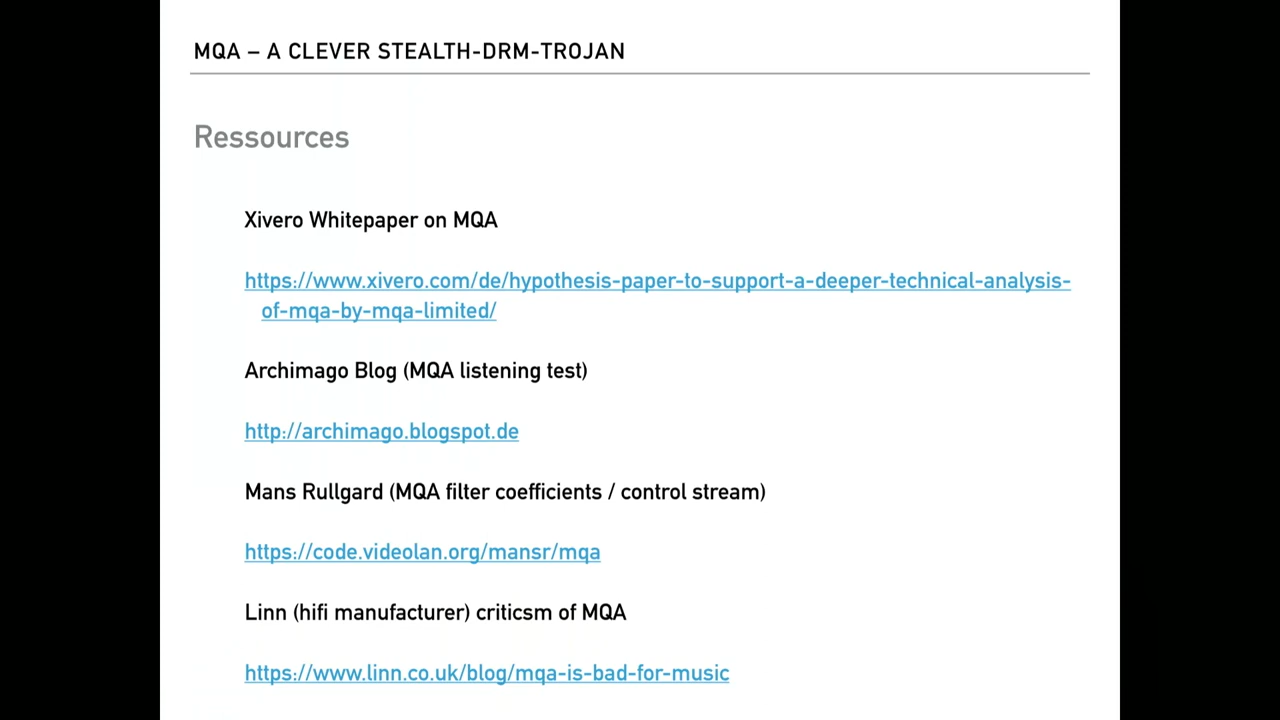 MQA – A CLEVER STEALTH-DRM-TROJAN
Ressources
Xivero Whitepaper on MQA
https://www.xivero.com/de/hypothesis-paper-to-support-a-deeper-technical-analysis-
of-mqa-by-mqa-limited/
Archimago Blog (MQA listening test)
http://archimago.blogspot.de
Mans Rullgard (MQA filter coefficients / control stream)
https://code.videolan.org/mansr/mqa
Linn (hifi manufacturer) criticsm of MQA
https://www.linn.co.uk/blog/mqa-is-bad-for-music